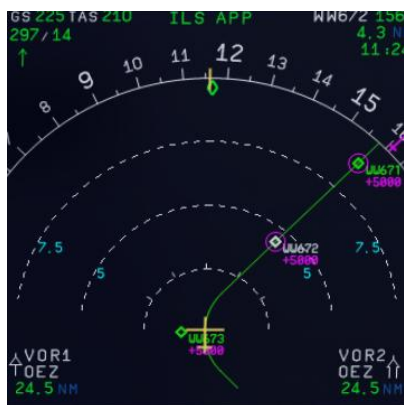 GS 225 TAS 210 ILS APP WW672 156
297/14 4.3 N
11:24
7 8 9 10 11 12 13 14 15 16
WW671
+5000
7.5 WW672 7.5
+5000
5 5
WW673
+5000
VOR1 VOR2
OEZ OEZ
24.5 NM 24.5 NM